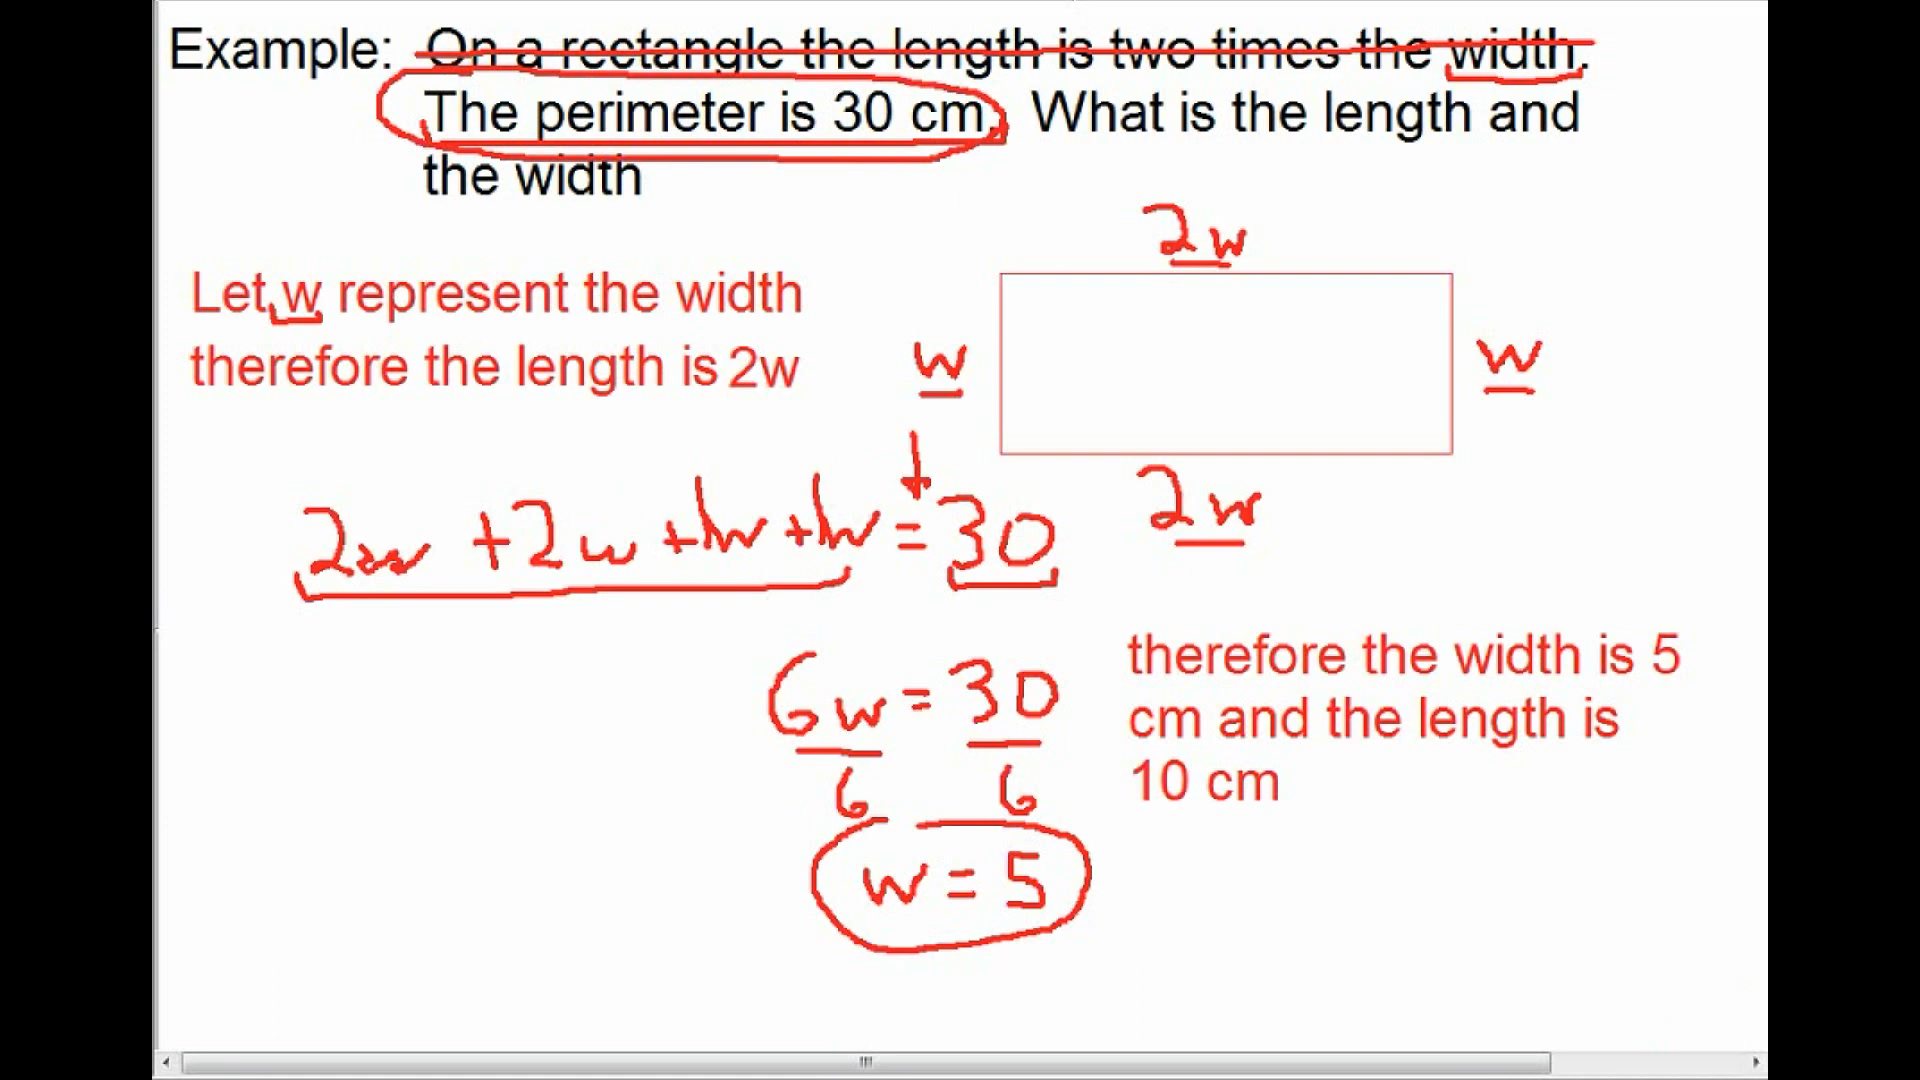 Example: On a rectangle the length is two times the width.
The perimeter is 30 cm. What is the length and
the width
2w
Let w represent the width
therefore the length is 2w
w
w
2w
2w +2w +1w +1w = 30
6w = 30
6 6
w = 5
therefore the width is 5
cm and the length is
10 cm